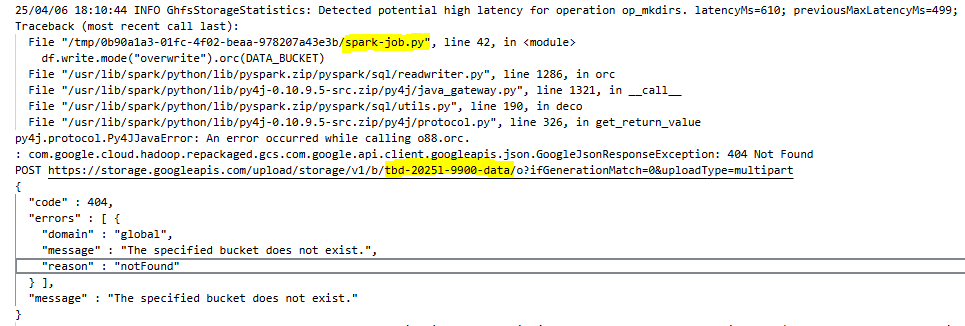 25/04/06 18:10:44 INFO GhfsStorageStatistics: Detected potential high latency for operation op_mkdirs. latencyMs=610; previousMaxLatencyMs=499;
Traceback (most recent call last):
  File "/tmp/0b90a1a3-01fc-4f02-beaa-978207a43e3b/spark-job.py", line 42, in <module>
    df.write.mode("overwrite").orc(DATA_BUCKET)
  File "/usr/lib/spark/python/lib/pyspark.zip/pyspark/sql/readwriter.py", line 1286, in orc
  File "/usr/lib/spark/python/lib/py4j-0.10.9.5-src.zip/py4j/java_gateway.py", line 1321, in __call__
  File "/usr/lib/spark/python/lib/pyspark.zip/pyspark/sql/utils.py", line 190, in deco
  File "/usr/lib/spark/python/lib/py4j-0.10.9.5-src.zip/py4j/protocol.py", line 326, in get_return_value
py4j.protocol.Py4JJavaError: An error occurred while calling o88.orc.
: com.google.cloud.hadoop.repackaged.gcs.com.google.api.client.googleapis.json.GoogleJsonResponseException: 404 Not Found
POST https://storage.googleapis.com/upload/storage/v1/b/tbd-2025l-9900-data/o?ifGenerationMatch=0&uploadType=multipart
{
  "code" : 404,
  "errors" : [ {
    "domain" : "global",
    "message" : "The specified bucket does not exist.",
    "reason" : "notFound"
  } ],
  "message" : "The specified bucket does not exist."
}